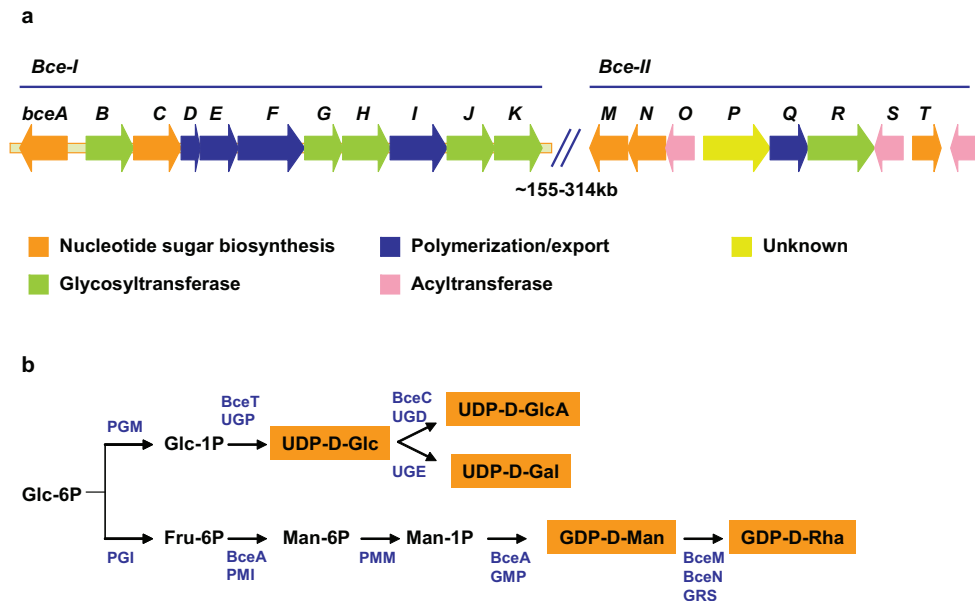 a
Bce-I
Bce-II
bceA B C D E F G H I J K M N O P Q R S T
~155-314kb
Nucleotide sugar biosynthesis
Polymerization/export
Unknown
Glycosyltransferase
Acyltransferase
b
BceT
UGP
BceC
UGD
UDP-D-GlcA
PGM
Glc-1P
UDP-D-Glc
UGE
UDP-D-Gal
Glc-6P
Fru-6P
Man-6P
Man-1P
GDP-D-Man
GDP-D-Rha
PGI
BceA
PMI
PMM
BceA
GMP
BceM
BceN
GRS